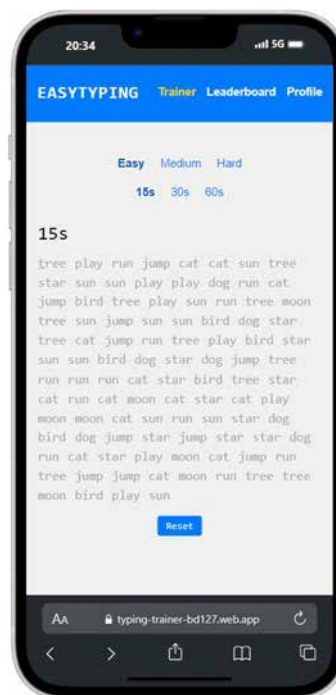 20:34 5G
EASYTYPING Trainer Leaderboard Profile
Easy Medium Hard
15s 30s 60s
15s
tree play run jump cat cat sun tree
star sun sun play play dog run cat
jump bird tree play sun run tree moon
tree sun jump sun sun bird dog star
tree cat jump run tree play bird star
sun sun bird dog star dog jump tree
run run run cat star bird tree star
cat run cat moon cat star cat play
moon moon cat sun run sun star dog
bird dog jump star jump star star dog
run cat star play moon cat jump run
tree jump jump cat moon run tree tree
moon bird play sun
Reset
AA typing-trainer-bd127.web.app